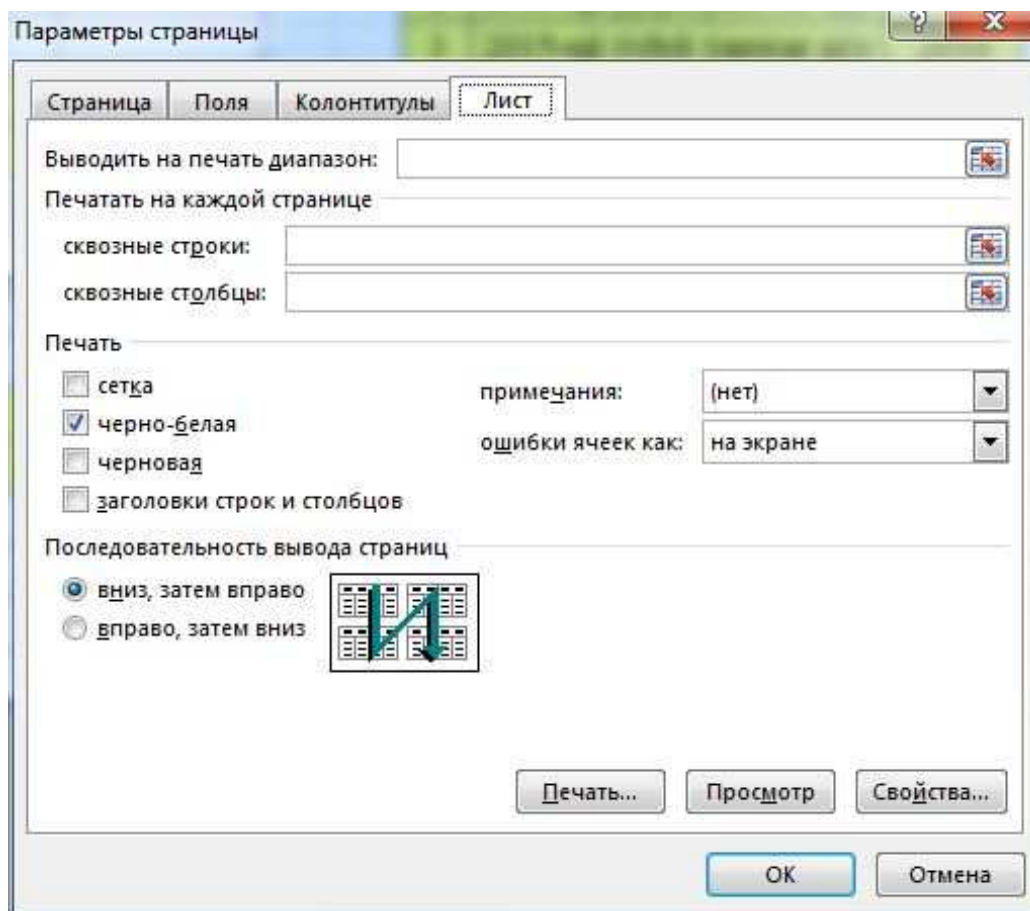 Параметры страницы
?
Страница Поля Колонтитулы Лист
Выводить на печать диапазон:
Печатать на каждой странице
сквозные строки:
сквозные столбцы:
Печать
сетка
примечания: (нет)
черно-белая
ошибки ячеек как: на экране
черновая
заголовки строк и столбцов
Последовательность вывода страниц
вниз, затем вправо
вправо, затем вниз
Печать... Просмотр Свойства...
ОК Отмена